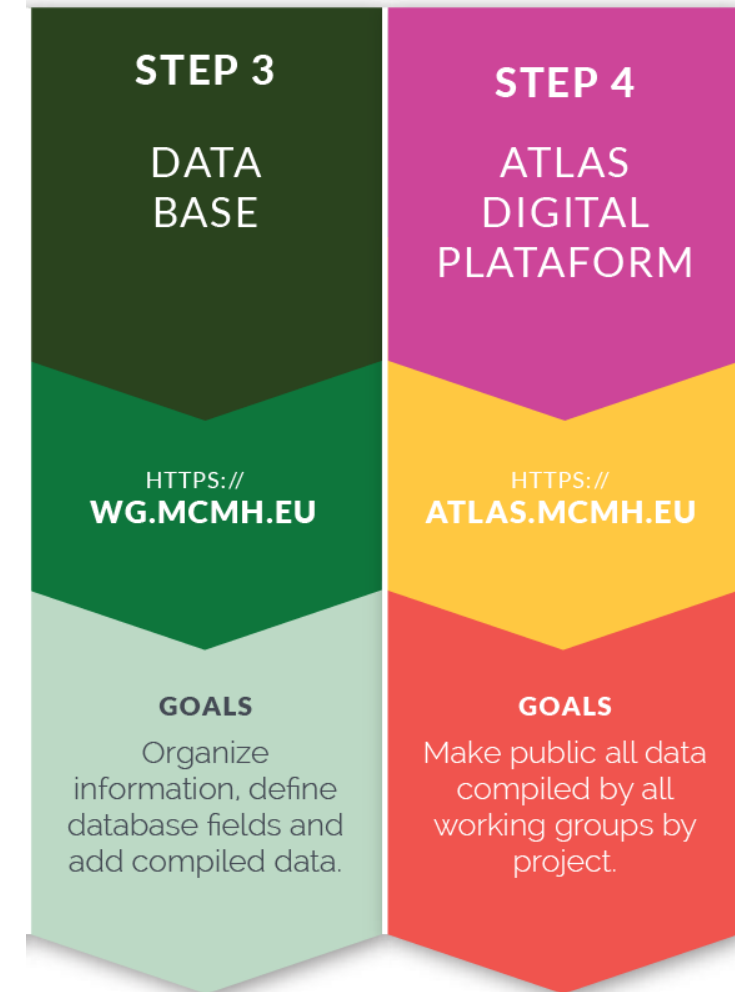 STEP 3
DATA
BASE
HTTPS://
WG.MCMH.EU
GOALS
Organize
information, define
database fields and
add compiled data.
STEP 4
ATLAS
DIGITAL
PLATAFORM
HTTPS://
ATLAS.MCMH.EU
GOALS
Make public all data
compiled by all
working groups by
project.